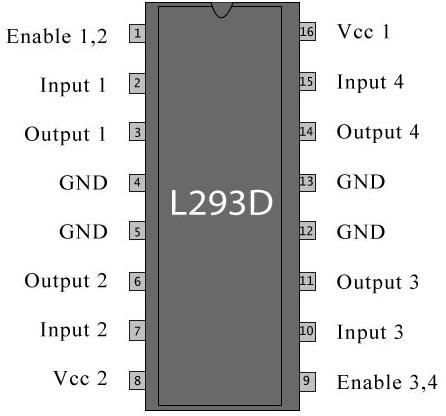 Enable 1,2 1 16 Vcc 1
Input 1 2 15 Input 4
Output 1 3 14 Output 4
GND 4 13 GND
L293D
GND 5 12 GND
Output 2 6 11 Output 3
Input 2 7 10 Input 3
Vcc 2 8 9 Enable 3,4